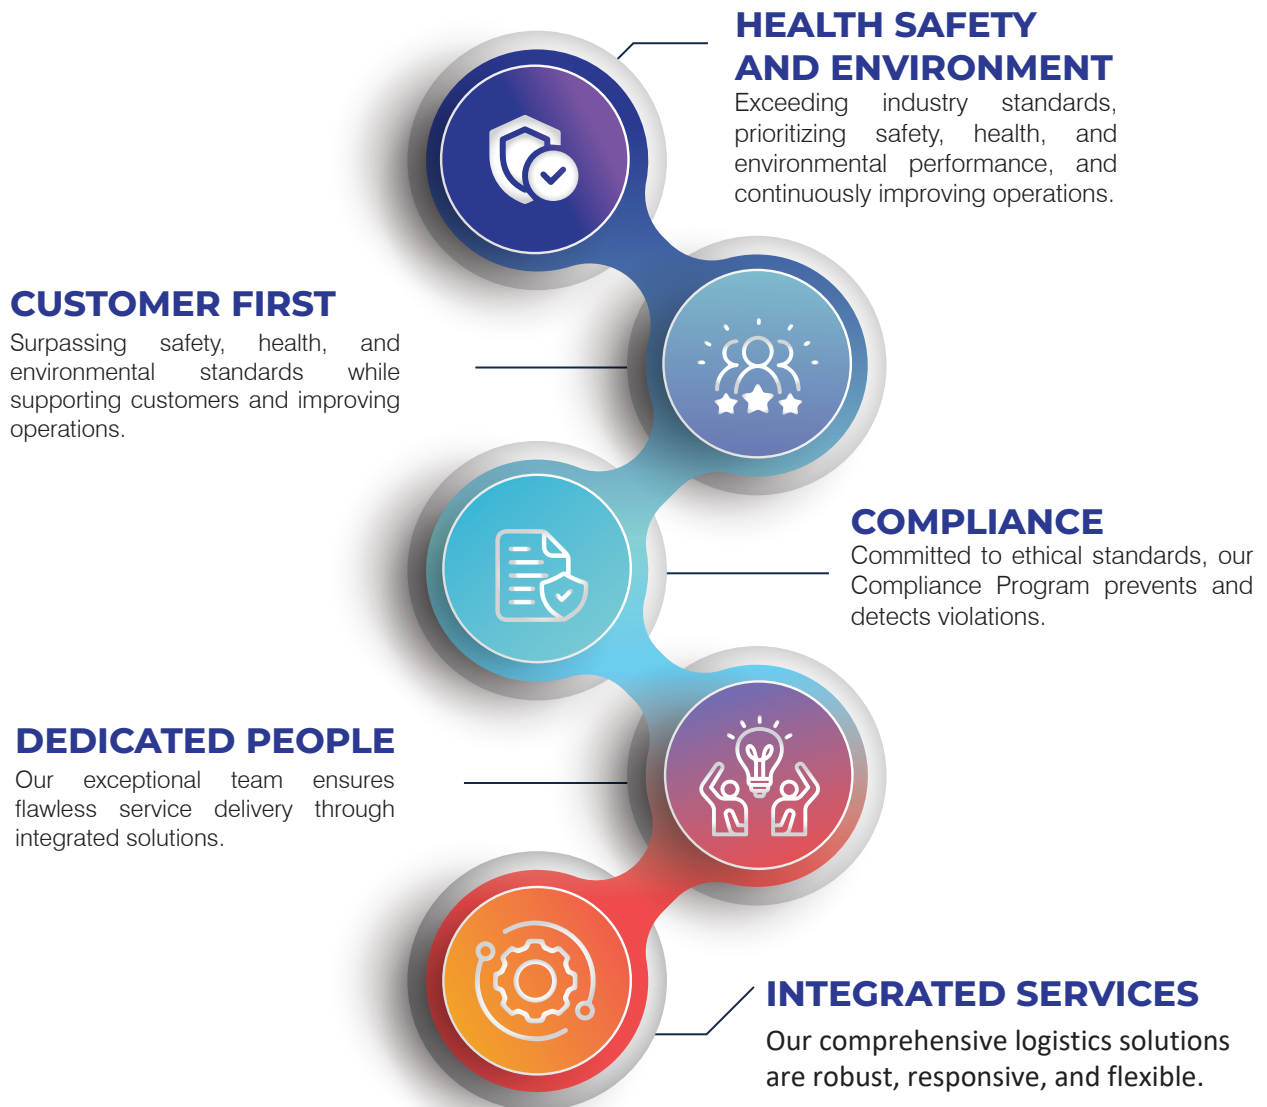 HEALTH SAFETY
AND ENVIRONMENT
Exceeding industry standards,
prioritizing safety, health, and
environmental performance, and
continuously improving operations.
CUSTOMER FIRST
Surpassing safety, health, and
environmental standards while
supporting customers and improving
operations.
COMPLIANCE
Committed to ethical standards, our
Compliance Program prevents and
detects violations.
DEDICATED PEOPLE
Our exceptional team ensures
flawless service delivery through
integrated solutions.
INTEGRATED SERVICES
Our comprehensive logistics solutions
are robust, responsive, and flexible.